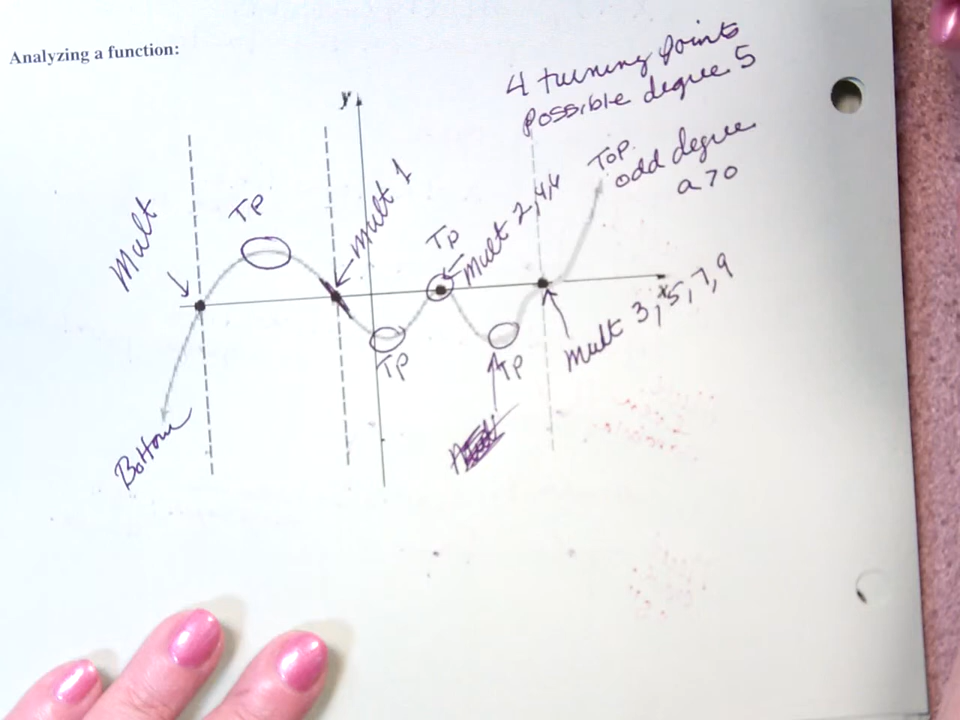 Analyzing a function:
4 turning points
possible degree 5
y
TOP
odd degree
a>0
Mult
TP
mult 1
TP
Mult 2,4,6
x
mult 3, 5, 7, 9
TP
TP
Bottom